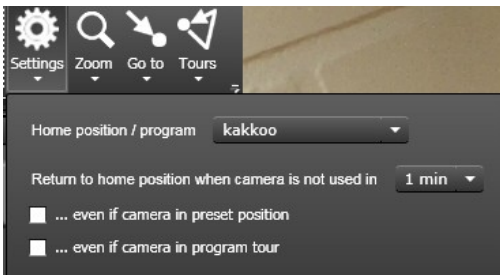 Settings Zoom Go to Tours
Home position / program kakkoo
Return to home position when camera is not used in 1 min
... even if camera in preset position
... even if camera in program tour